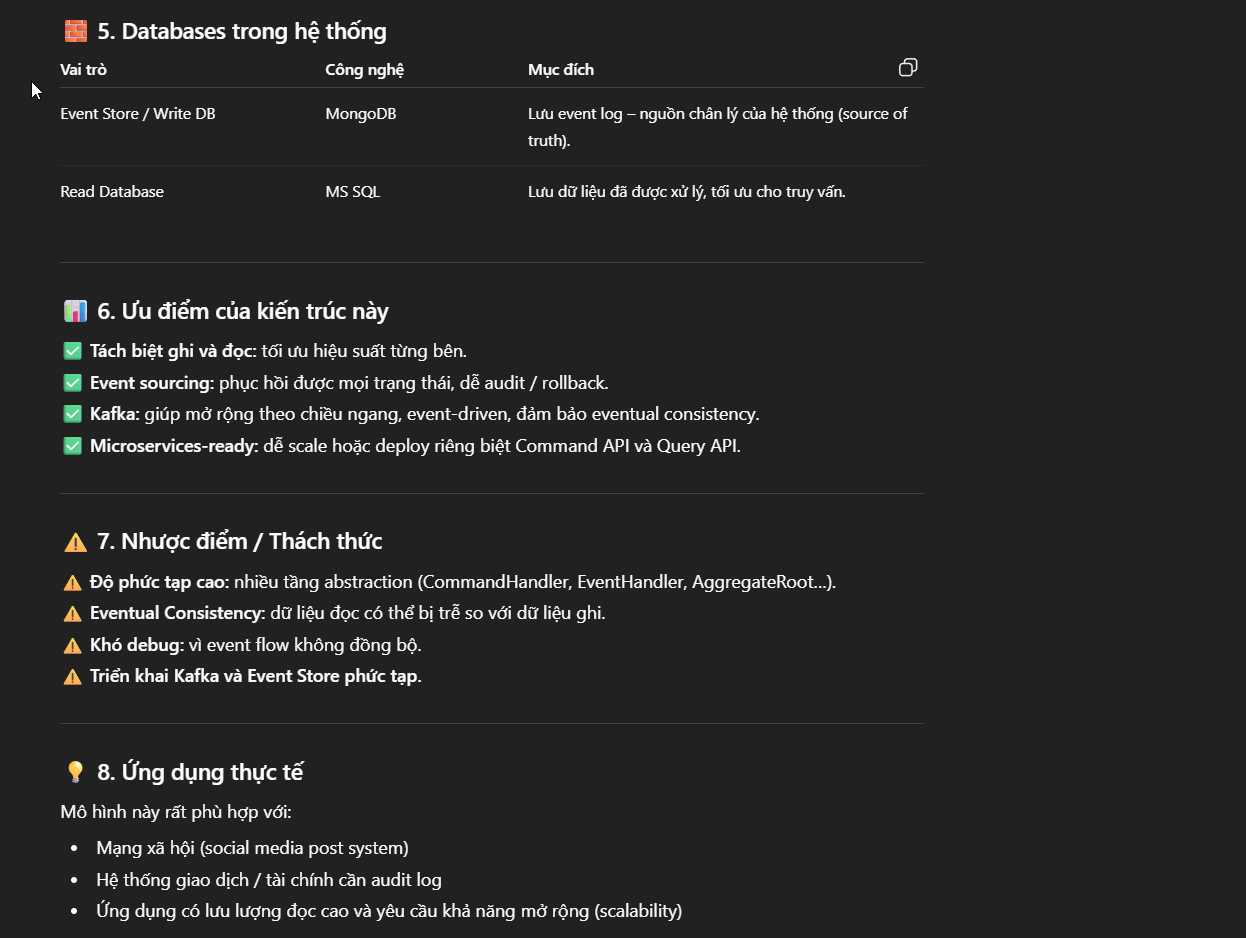 5. Databases trong hệ thống
Vai trò Công nghệ Mục đích
Event Store / Write DB MongoDB Lưu event log – nguồn chân lý của hệ thống (source of
truth).
Read Database MS SQL Lưu dữ liệu đã được xử lý, tối ưu cho truy vấn.
6. Ưu điểm của kiến trúc này
Tách biệt ghi và đọc: tối ưu hiệu suất từng bên.
Event sourcing: phục hồi được mọi trạng thái, dễ audit / rollback.
Kafka: giúp mở rộng theo chiều ngang, event-driven, đảm bảo eventual consistency.
Microservices-ready: dễ scale hoặc deploy riêng biệt Command API và Query API.
7. Nhược điểm / Thách thức
Độ phức tạp cao: nhiều tầng abstraction (CommandHandler, EventHandler, AggregateRoot...).
Eventual Consistency: dữ liệu đọc có thể bị trễ so với dữ liệu ghi.
Khó debug: vì event flow không đồng bộ.
Triển khai Kafka và Event Store phức tạp.
8. Ứng dụng thực tế
Mô hình này rất phù hợp với:
• Mạng xã hội (social media post system)
• Hệ thống giao dịch / tài chính cần audit log
• Ứng dụng có lưu lượng đọc cao và yêu cầu khả năng mở rộng (scalability)